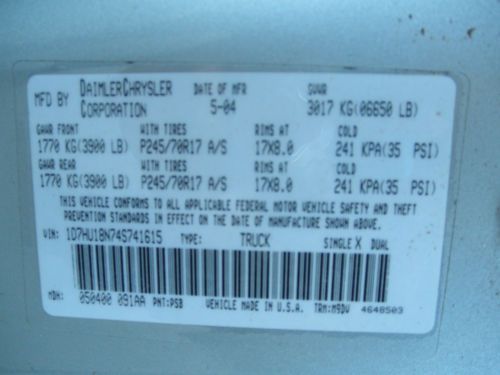 MFD BY DAIMLERCHRYSLER CORPORATION DATE OF MFR 5-04 GVWR 3017 KG(06650 LB)
GAWR FRONT WITH TIRES RIMS AT COLD
1770 KG(3900 LB) P245/70R17 A/S 17X8.0 241 KPA(35 PSI)
GAWR REAR WITH TIRES RIMS AT COLD
1770 KG(3900 LB) P245/70R17 A/S 17X8.0 241 KPA(35 PSI)
THIS VEHICLE CONFORMS TO ALL APPLICABLE FEDERAL MOTOR VEHICLE SAFETY AND THEFT
PREVENTION STANDARDS IN EFFECT ON THE DATE OF MANUFACTURE SHOWN ABOVE.
VIN: 1D7HU18N74S741615 TYPE: TRUCK SINGLE X DUAL
MDH: 050400 091AA PNT:PSB VEHICLE MADE IN U.S.A. TRM:M9DV 4648503